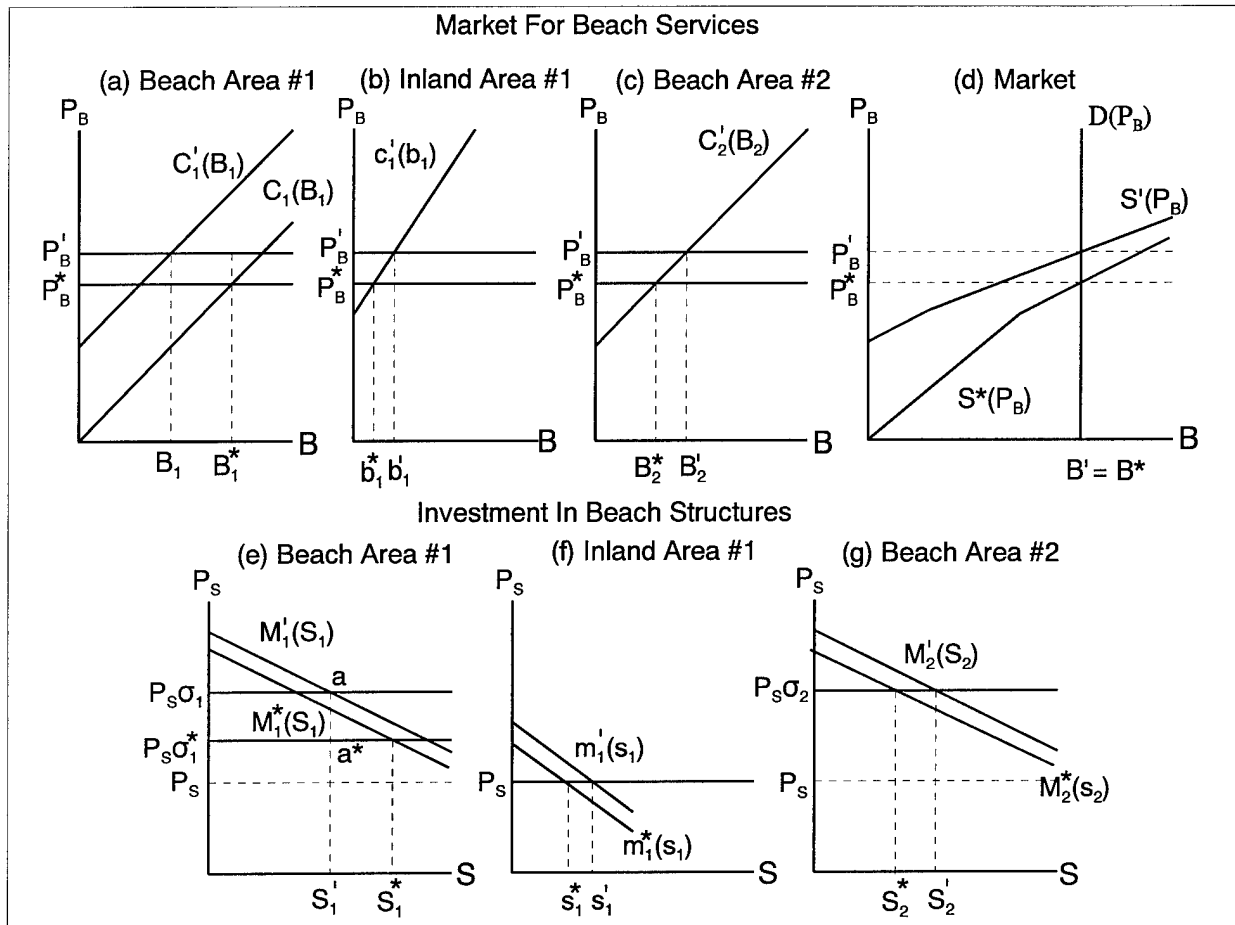 Market For Beach Services
(a) Beach Area #1
(b) Inland Area #1
(c) Beach Area #2
(d) Market
P_B
C'_1(B_1)
C_1(B_1)
P'_B
P*_B
B
B_1
B*_1
P_B
c'_1(b_1)
P'_B
P*_B
B
b*_1
b'_1
P_B
C'_2(B_2)
P'_B
P*_B
B
B*_2
B'_2
P_B
D(P_B)
S'(P_B)
P'_B
P*_B
S*(P_B)
B
B' = B*
Investment In Beach Structures
(e) Beach Area #1
(f) Inland Area #1
(g) Beach Area #2
P_S
M'_1(S_1)
a
P_Sσ_1
M*_1(S_1)
P_Sσ*_1
a*
P_S
S
S'_1
S*_1
P_S
m'_1(s_1)
P_S
m*_1(s_1)
S
s*_1
s'_1
P_S
M'_2(S_2)
P_Sσ_2
P_S
M*_2(s_2)
S
S*_2
S'_2